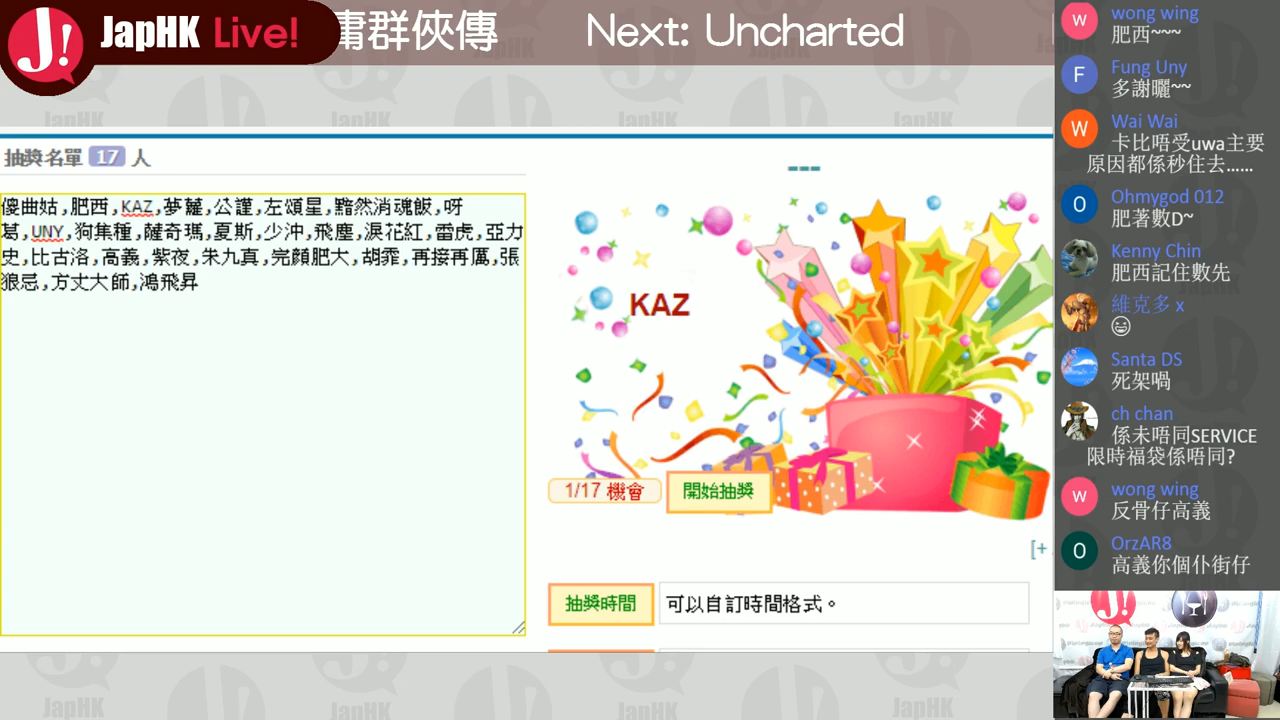 JapHK Live!
庸群俠傳
Next: Uncharted
抽獎名單 17 人
傻曲姑,肥西,KAZ,夢蘿,公謹,左頌星,黯然消魂飯,呀
葛,UNY,狗集種,薩奇瑪,夏斯,少沖,飛塵,淚花紅,雷虎,亞力
史,比古洛,高義,紫夜,朱九真,完顏肥大,胡霏,再接再厲,張
狼忌,方丈大師,鴻飛昇
---
KAZ
1/17 機會
開始抽獎
[+
抽獎時間
可以自訂時間格式。
wong wing
肥西~~~
Fung Uny
多謝曬~~
Wai Wai
卡比唔受uwa主要
原因都係秒住去......
Ohmygod 012
肥著數D~
Kenny Chin
肥西記住數先
維克多 x
Santa DS
死架喎
ch chan
係未唔同SERVICE
限時福袋係唔同?
wong wing
反骨仔高義
OrzAR8
高義你個仆街仔
JapHK
JapHK
JapHK
JapHK